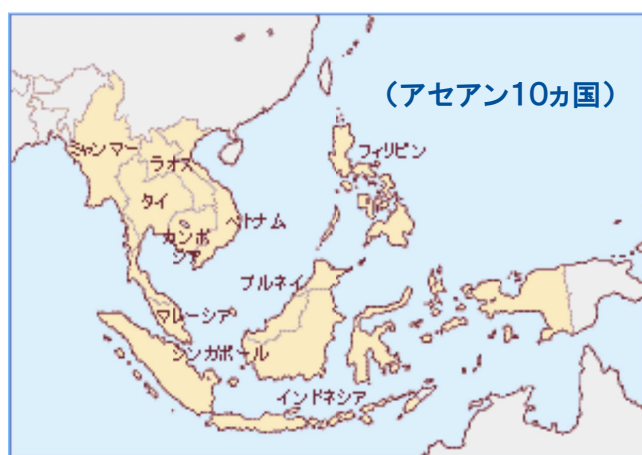 （アセアン10ヵ国）
ミャンマー
ラオス
フィリピン
タイ
ベトナム
カンボ
ジア
ブルネイ
マレーシア
シンガポール
インドネシア